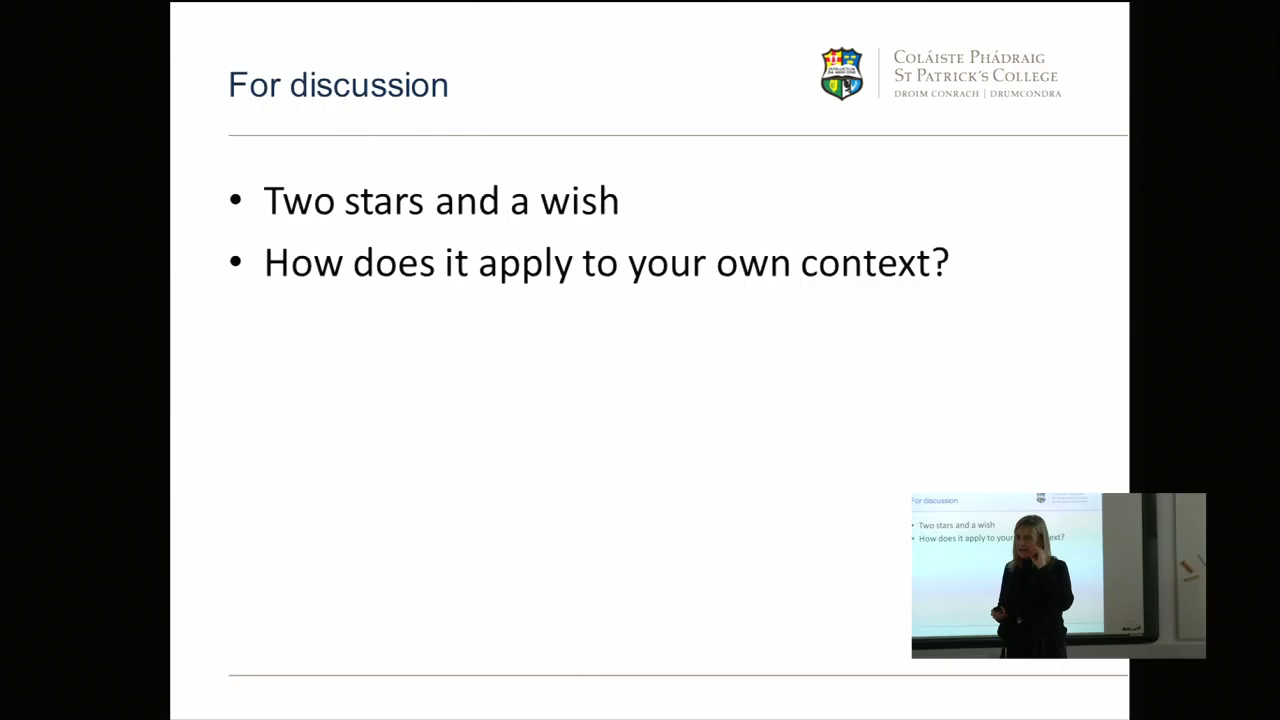 For discussion
COLÁISTE PHÁDRAIG
ST PATRICK'S COLLEGE
DROIM CONRACH | DRUMCONDRA
• Two stars and a wish
• How does it apply to your own context?
For discussion
• Two stars and a wish
• How does it apply to your